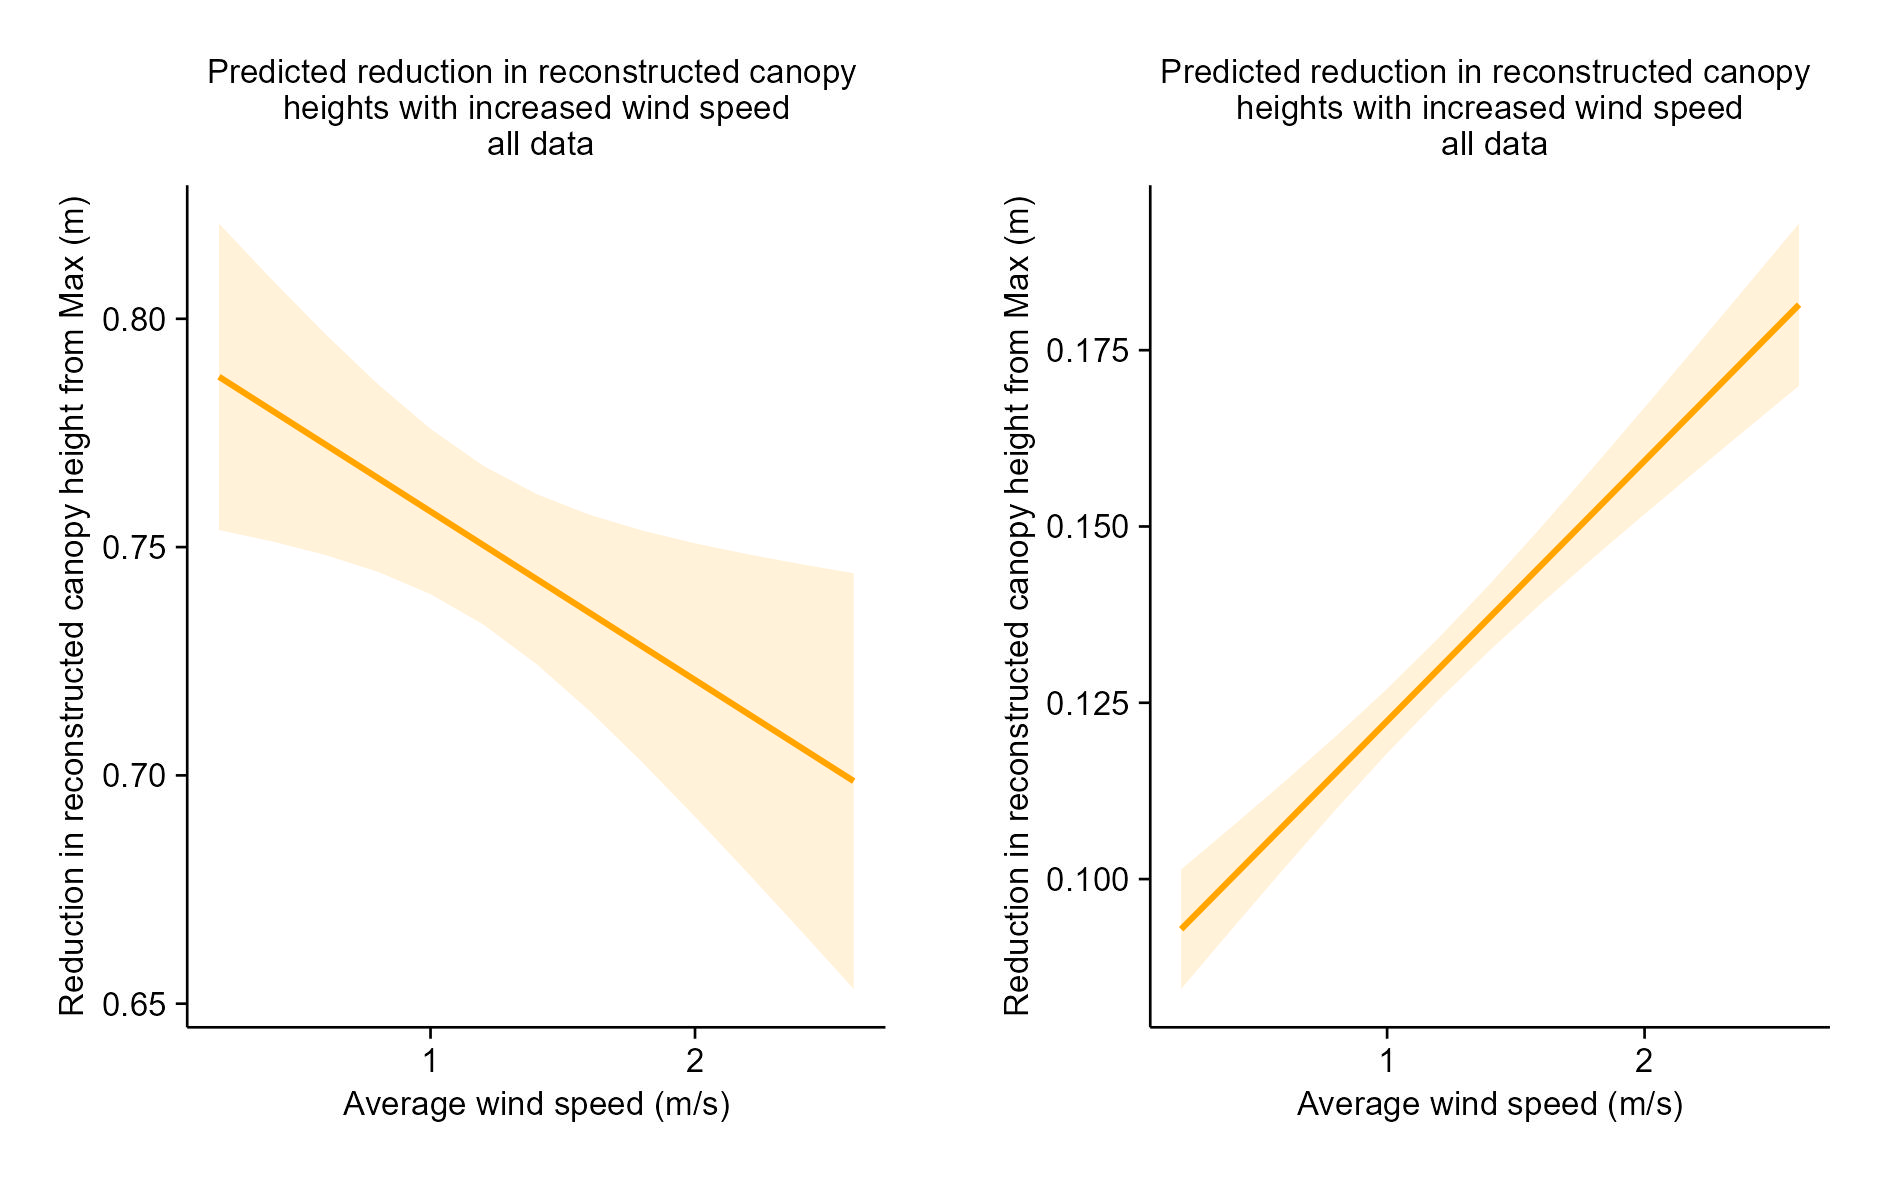 Predicted reduction in reconstructed canopy
heights with increased wind speed
all data
Reduction in reconstructed canopy height from Max (m)
0.80
0.75
0.70
0.65
1
2
Average wind speed (m/s)
Predicted reduction in reconstructed canopy
heights with increased wind speed
all data
Reduction in reconstructed canopy height from Max (m)
0.175
0.150
0.125
0.100
1
2
Average wind speed (m/s)